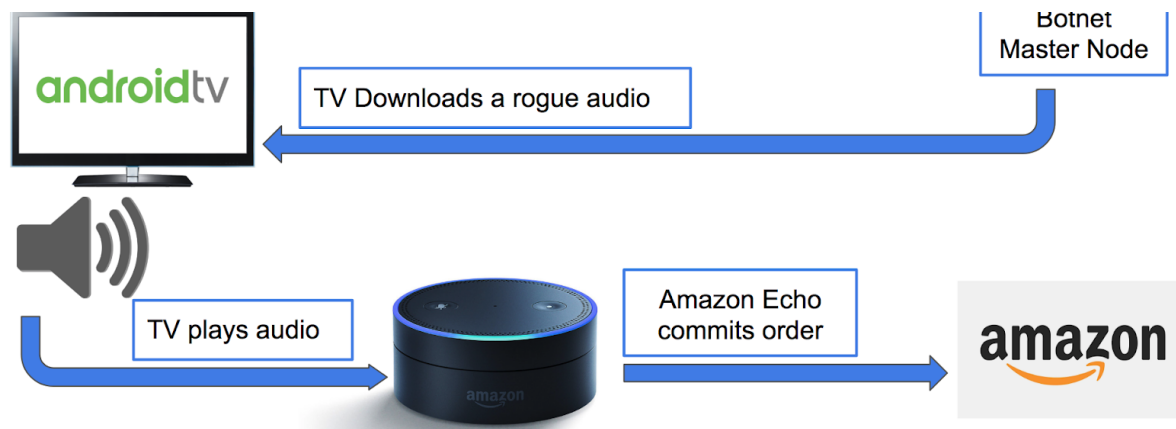 Botnet
Master Node
androidtv
TV Downloads a rogue audio
TV plays audio
Amazon Echo
commits order
amazon
amazon